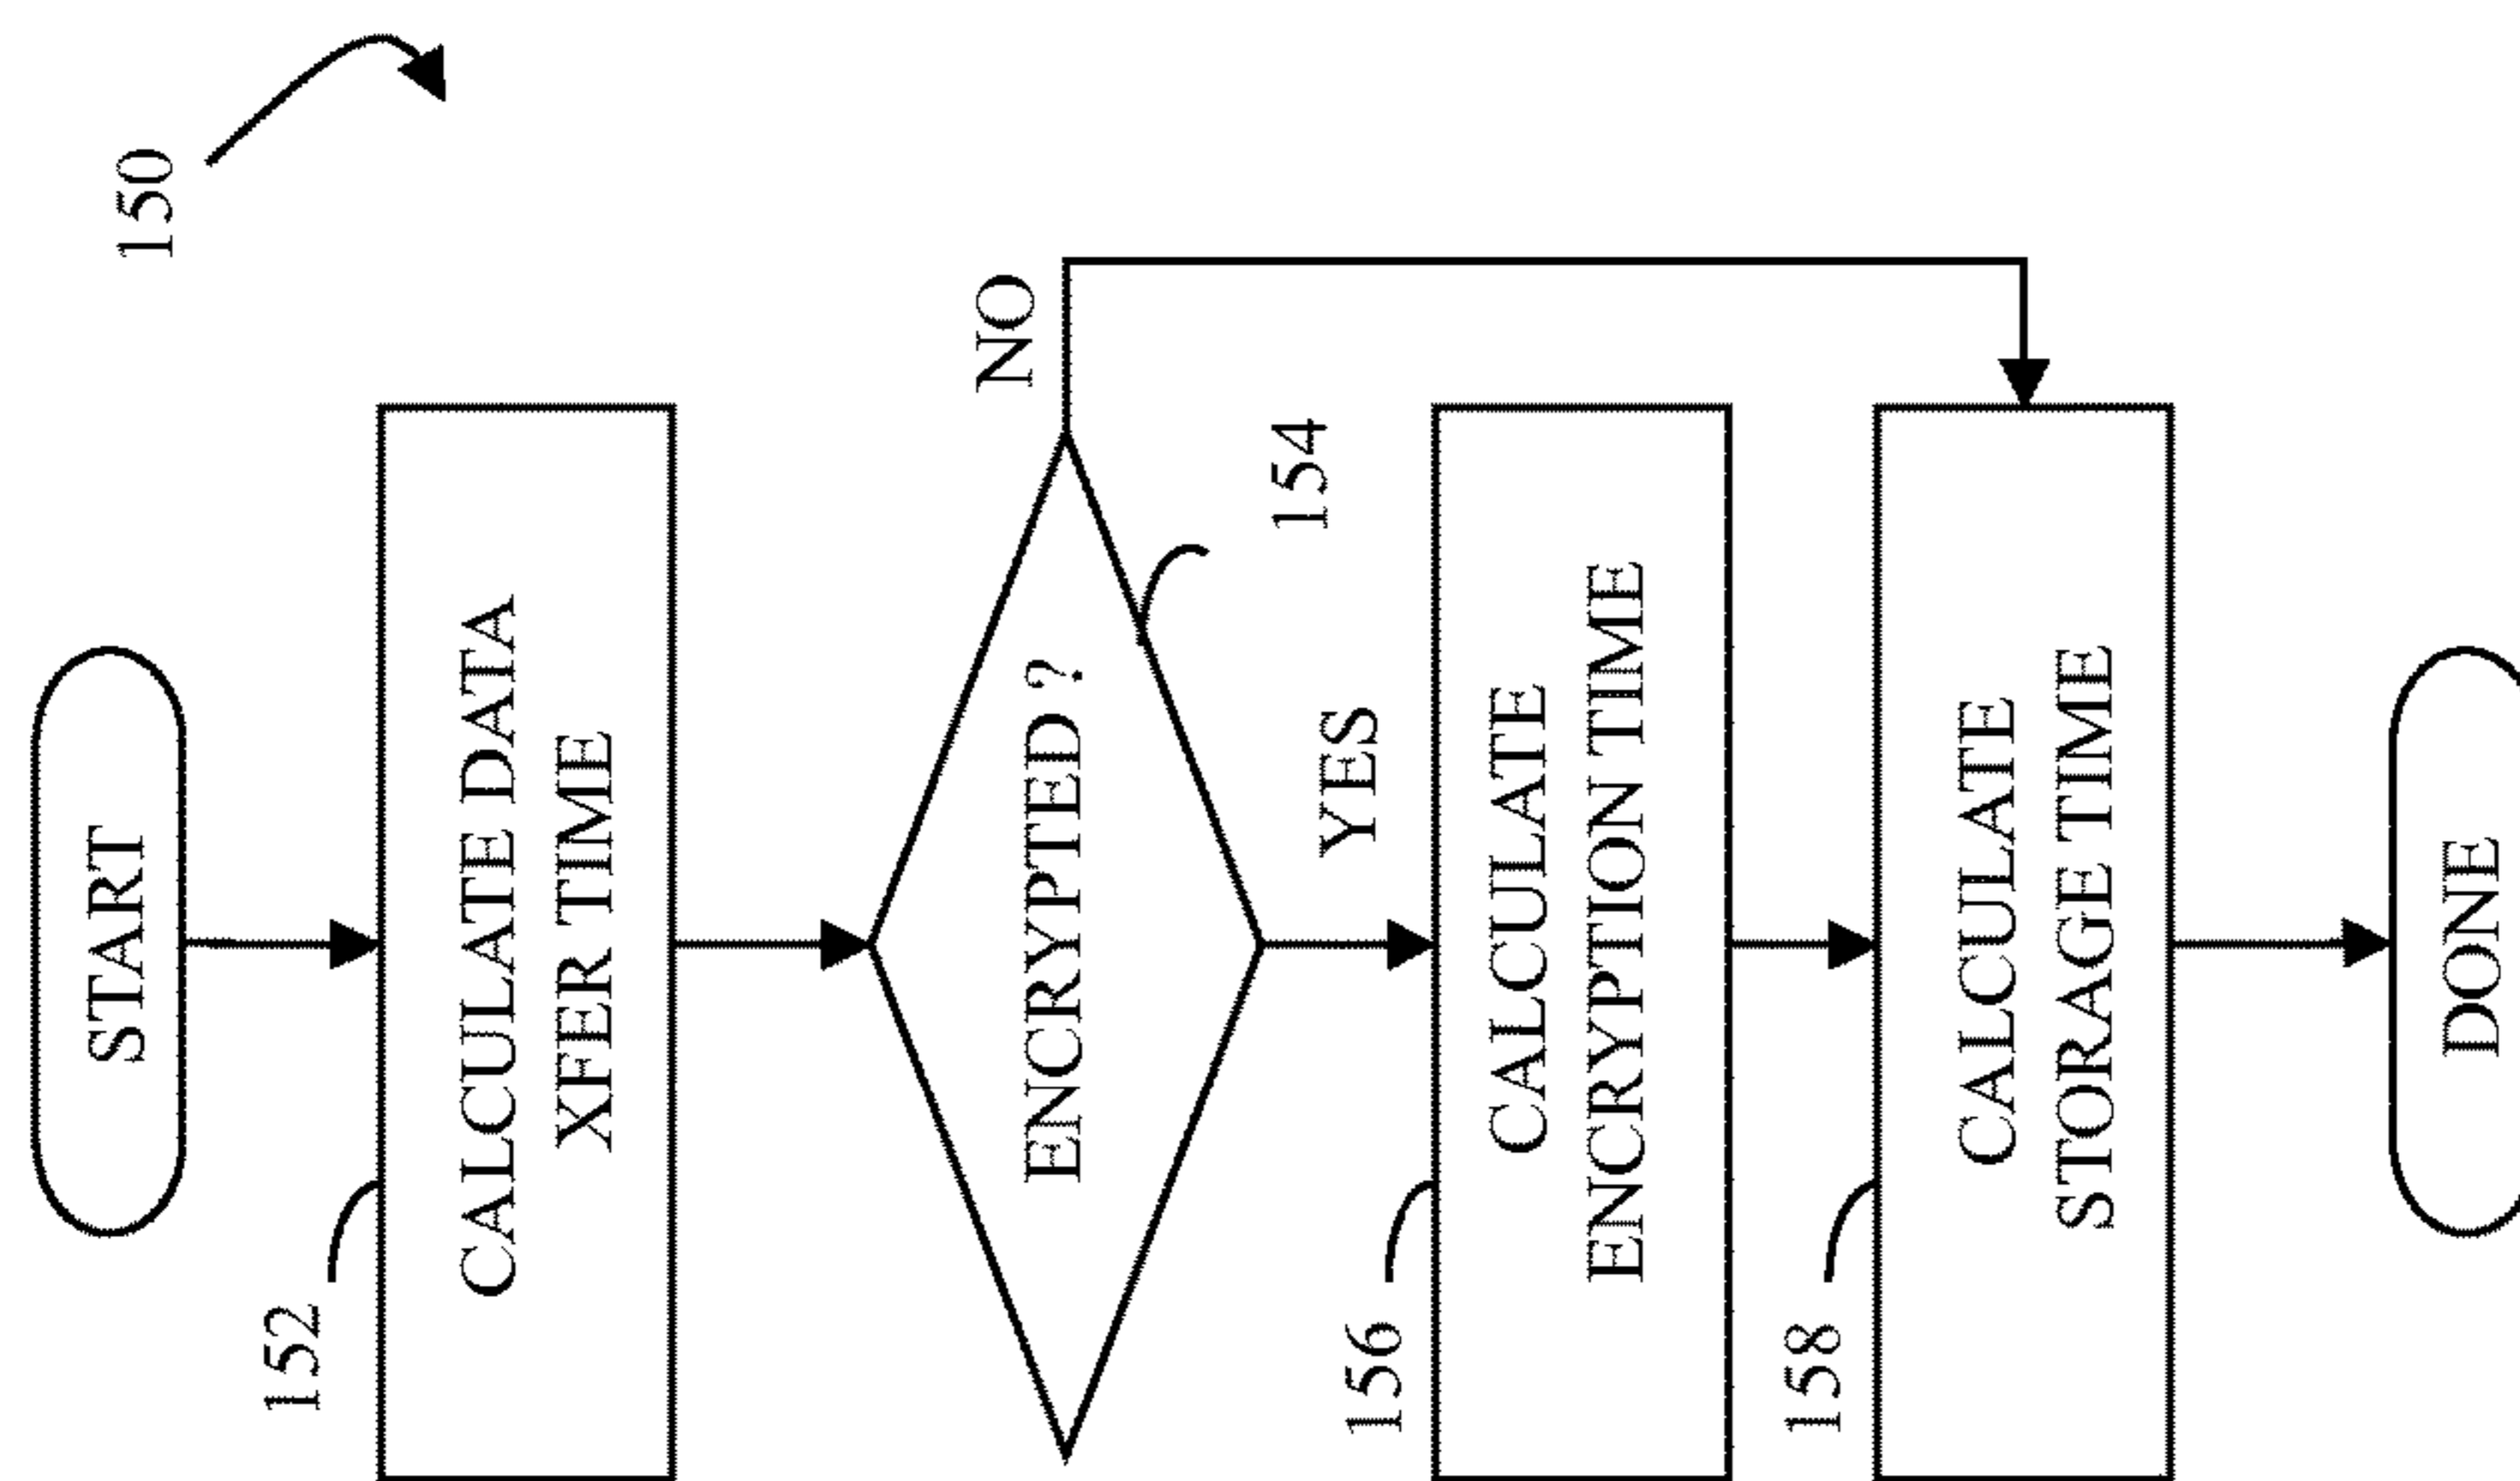 150
START
152
CALCULATE DATA
XFER TIME
ENCRYPTED ?
NO
154
YES
156
CALCULATE
ENCRYPTION TIME
158
CALCULATE
STORAGE TIME
DONE